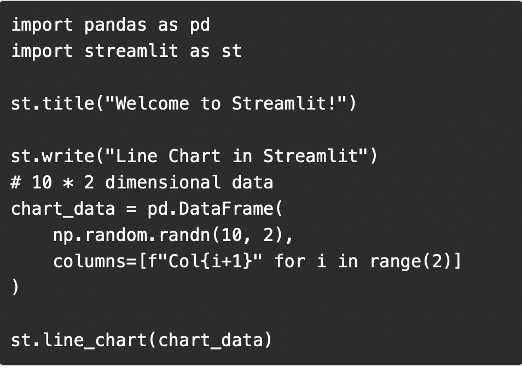 import pandas as pd
import streamlit as st

st.title("Welcome to Streamlit!")

st.write("Line Chart in Streamlit")
# 10 * 2 dimensional data
chart_data = pd.DataFrame(
    np.random.randn(10, 2),
    columns=[f"Col{i+1}" for i in range(2)]
)

st.line_chart(chart_data)